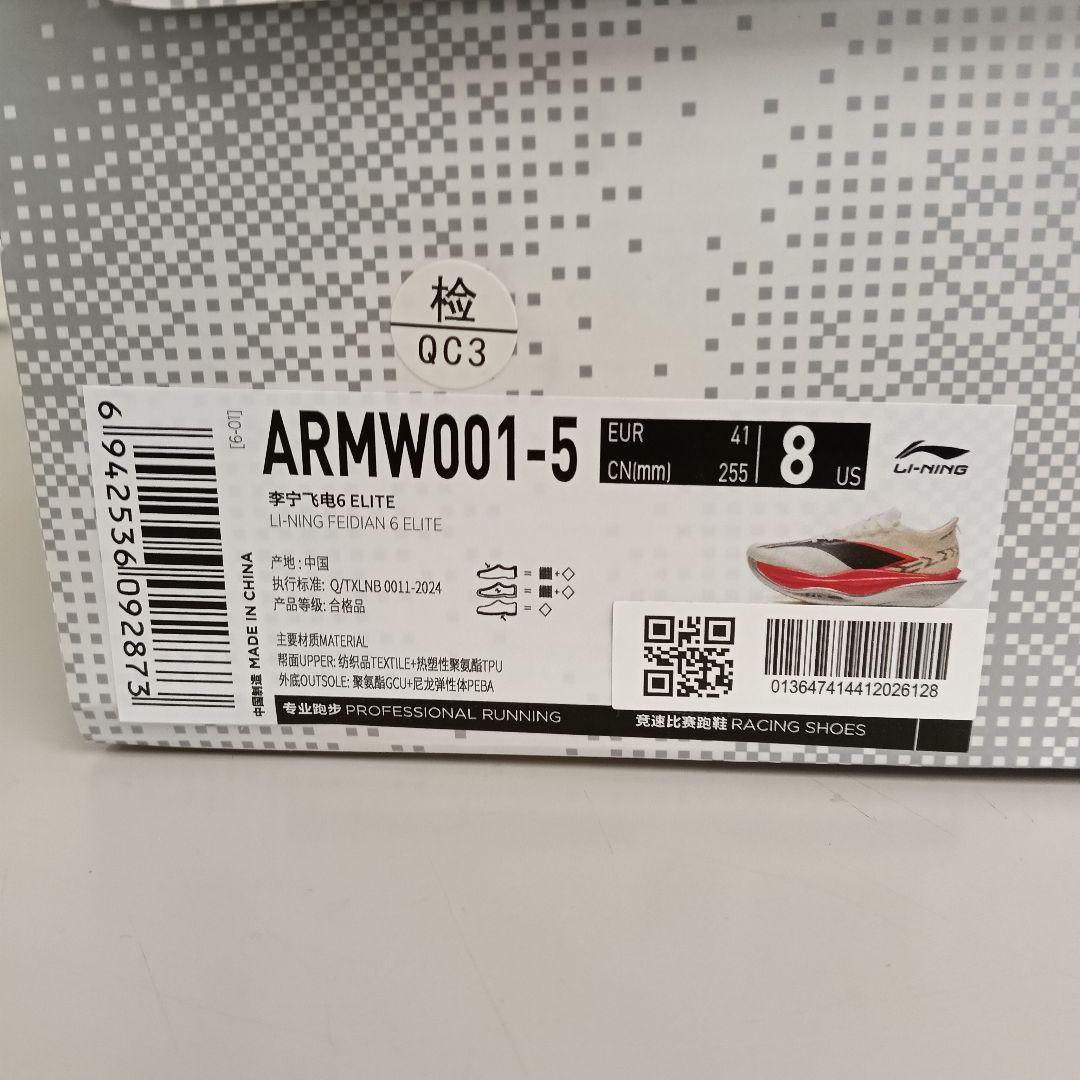 检
QC3
6942536092873
[6-01]
中国制造 MADE IN CHINA
ARMW001-5
EUR 41
CN(mm) 255
8 US
LI-NING
李宁飞电6 ELITE
LI-NING FEIDIAN 6 ELITE
产地: 中国
执行标准: Q/TXLNB 0011-2024
产品等级: 合格品
主要材质MATERIAL
帮面UPPER: 纺织品TEXTILE+热塑性聚氨酯TPU
外底OUTSOLE: 聚氨酯GCU+尼龙弹性体PEBA
013647414412026128
专业跑步 PROFESSIONAL RUNNING
竞速比赛跑鞋 RACING SHOES